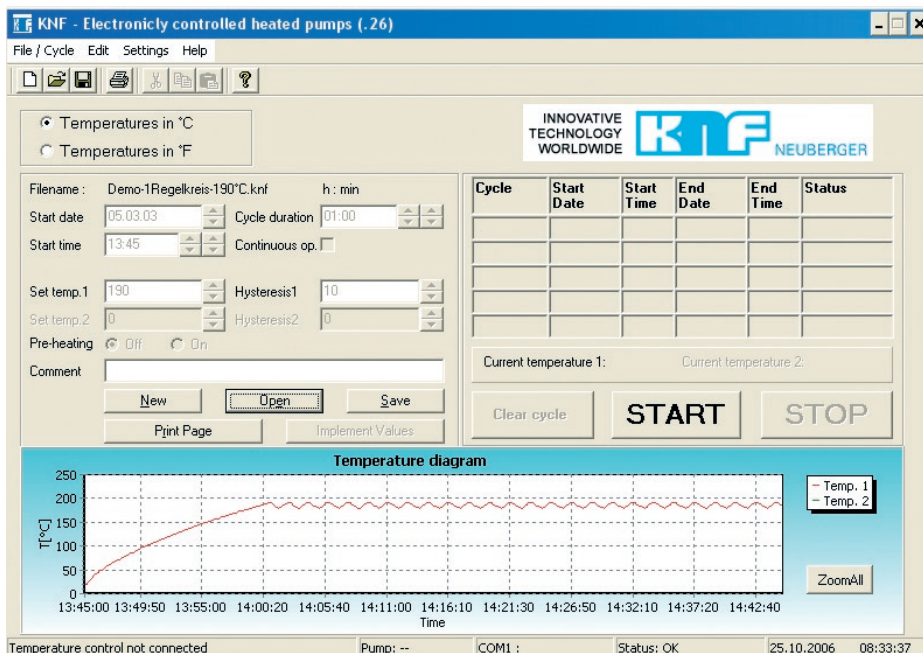 KNF - Electronicly controlled heated pumps (.26)
File / Cycle Edit Settings Help
Temperatures in °C
Temperatures in °F
INNOVATIVE
TECHNOLOGY
WORLDWIDE
KNF NEUBERGER
Filename : Demo-1Regelkreis-190°C.knf h : min
Start date 05.03.03 Cycle duration 01:00
Start time 13:45 Continuous op.
Set temp.1 190 Hysteresis1 10
Set temp.2 0 Hysteresis2 0
Pre-heating Off On
Comment
New Open Save
Print Page Implement Values
Cycle Start Date Start Time End Date End Time Status
Current temperature 1: Current temperature 2:
Clear cycle START STOP
Temperature diagram
250
200
150
100
50
0
T[°C]
13:45:00 13:49:50 13:55:00 14:00:20 14:05:40 14:11:00 14:16:10 14:21:30 14:26:50 14:32:10 14:37:20 14:42:40
Time
Temp. 1
Temp. 2
ZoomAll
Temperature control not connected Pump: -- COM1 : Status: OK 25.10.2006 08:33:37